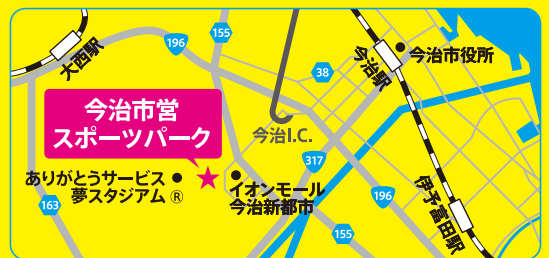 大西駅
196
155
38
今治駅
今治市役所
今治市営
スポーツパーク
今治I.C.
ありがとうサービス
夢スタジアム®
イオンモール
今治新都市
317
196
伊予富田駅
163
155